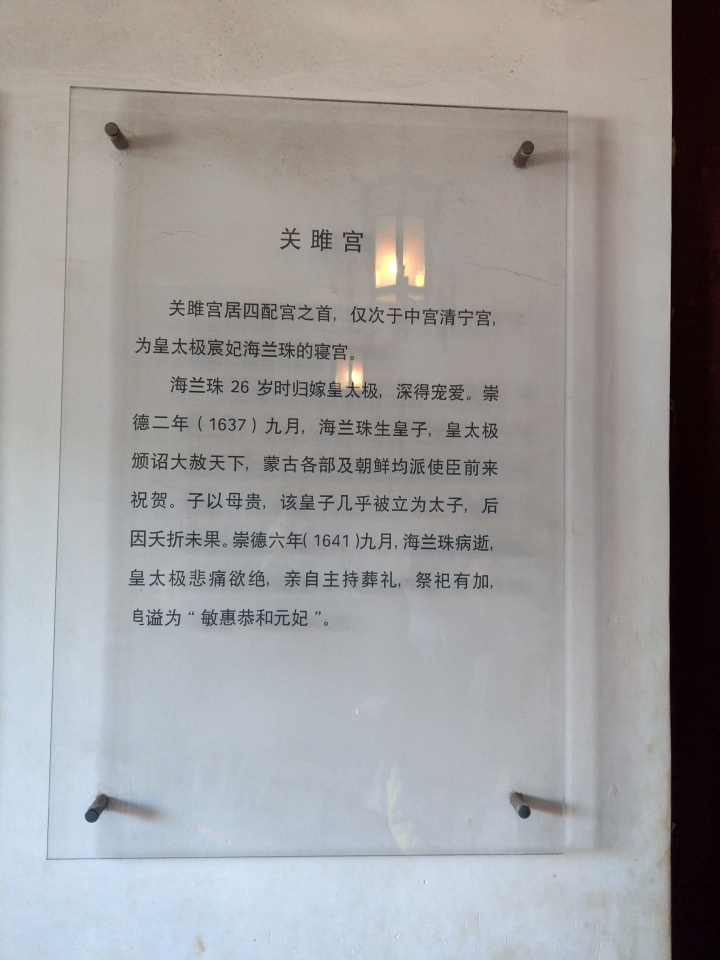 关雎宫
关雎宫居四配宫之首，仅次于中宫清宁宫，
为皇太极宸妃海兰珠的寝宫。
海兰珠 26 岁时归嫁皇太极，深得宠爱。崇
德二年（1637）九月，海兰珠生皇子，皇太极
颁诏大赦天下，蒙古各部及朝鲜均派使臣前来
祝贺。子以母贵，该皇子几乎被立为太子，后
因夭折未果。崇德六年（1641）九月，海兰珠病逝，
皇太极悲痛欲绝，亲自主持葬礼，祭祀有加，
追谥为“敏惠恭和元妃”。